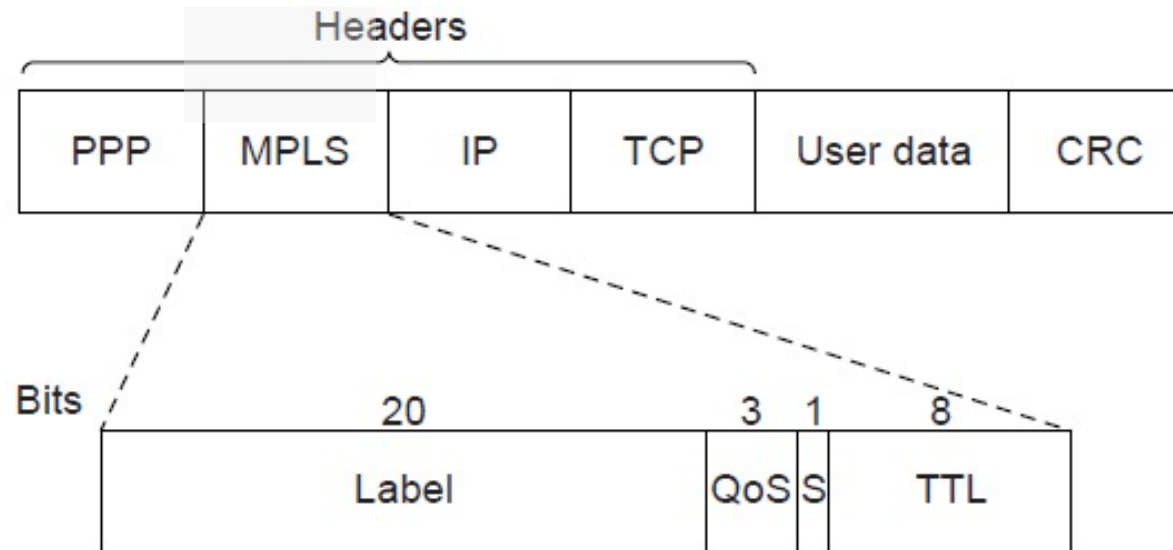 Headers
PPP MPLS IP TCP User data CRC
Bits 20 3 1 8
Label QoS S TTL